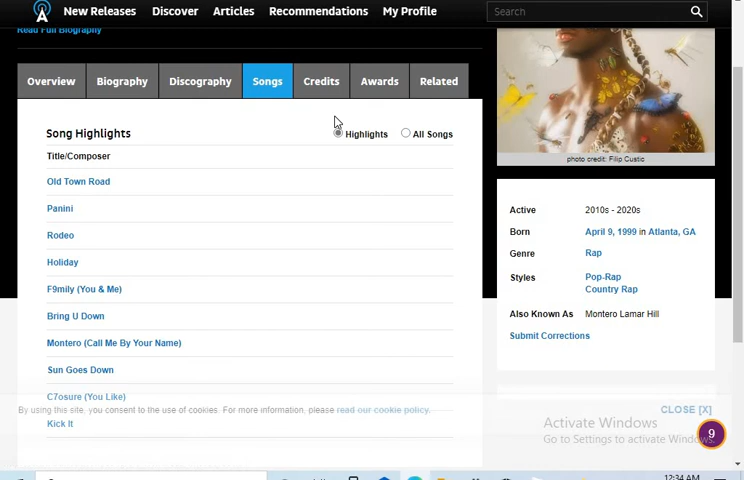 New Releases Discover Articles Recommendations My Profile Search
Read Full Biography
Overview Biography Discography Songs Credits Awards Related
photo credit: Filip Custic
Song Highlights
Highlights All Songs
Title/Composer
Old Town Road
Panini
Rodeo
Holiday
F9mily (You & Me)
Bring U Down
Montero (Call Me By Your Name)
Sun Goes Down
C7osure (You Like)
Kick It
Active 2010s - 2020s
Born April 9, 1999 in Atlanta, GA
Genre Rap
Styles Pop-Rap
Country Rap
Also Known As Montero Lamar Hill
Submit Corrections
By using this site, you consent to the use of cookies. For more information, please read our cookie policy.
CLOSE [X]
Activate Windows
Go to Settings to activate Windows.
9
12:34 AM